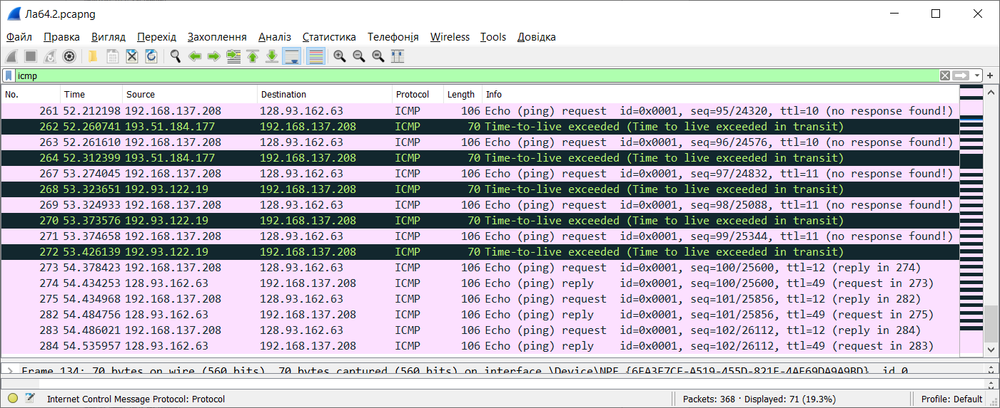 Лаб4.2.pcapng
Файл Правка Вигляд Перехід Захоплення Аналіз Статистика Телефонія Wireless Tools Довідка
icmp
No. Time Source Destination Protocol Length Info
261 52.212198 192.168.137.208 128.93.162.63 ICMP 106 Echo (ping) request id=0x0001, seq=95/24320, ttl=10 (no response found!)
262 52.260741 193.51.184.177 192.168.137.208 ICMP 70 Time-to-live exceeded (Time to live exceeded in transit)
263 52.261610 192.168.137.208 128.93.162.63 ICMP 106 Echo (ping) request id=0x0001, seq=96/24576, ttl=10 (no response found!)
264 52.312399 193.51.184.177 192.168.137.208 ICMP 70 Time-to-live exceeded (Time to live exceeded in transit)
267 53.274045 192.168.137.208 128.93.162.63 ICMP 106 Echo (ping) request id=0x0001, seq=97/24832, ttl=11 (no response found!)
268 53.323651 192.93.122.19 192.168.137.208 ICMP 70 Time-to-live exceeded (Time to live exceeded in transit)
269 53.324933 192.168.137.208 128.93.162.63 ICMP 106 Echo (ping) request id=0x0001, seq=98/25088, ttl=11 (no response found!)
270 53.373576 192.93.122.19 192.168.137.208 ICMP 70 Time-to-live exceeded (Time to live exceeded in transit)
271 53.374658 192.168.137.208 128.93.162.63 ICMP 106 Echo (ping) request id=0x0001, seq=99/25344, ttl=11 (no response found!)
272 53.426139 192.93.122.19 192.168.137.208 ICMP 70 Time-to-live exceeded (Time to live exceeded in transit)
273 54.378423 192.168.137.208 128.93.162.63 ICMP 106 Echo (ping) request id=0x0001, seq=100/25600, ttl=12 (reply in 274)
274 54.434253 128.93.162.63 192.168.137.208 ICMP 106 Echo (ping) reply id=0x0001, seq=100/25600, ttl=49 (request in 273)
275 54.434968 192.168.137.208 128.93.162.63 ICMP 106 Echo (ping) request id=0x0001, seq=101/25856, ttl=12 (reply in 282)
282 54.484756 128.93.162.63 192.168.137.208 ICMP 106 Echo (ping) reply id=0x0001, seq=101/25856, ttl=49 (request in 275)
283 54.486021 192.168.137.208 128.93.162.63 ICMP 106 Echo (ping) request id=0x0001, seq=102/26112, ttl=12 (reply in 284)
284 54.535957 128.93.162.63 192.168.137.208 ICMP 106 Echo (ping) reply id=0x0001, seq=102/26112, ttl=49 (request in 283)
Frame 134: 70 bytes on wire (560 bits), 70 bytes captured (560 bits) on interface
Internet Control Message Protocol: Protocol
Packets: 368 · Displayed: 71 (19.3%)
Profile: Default